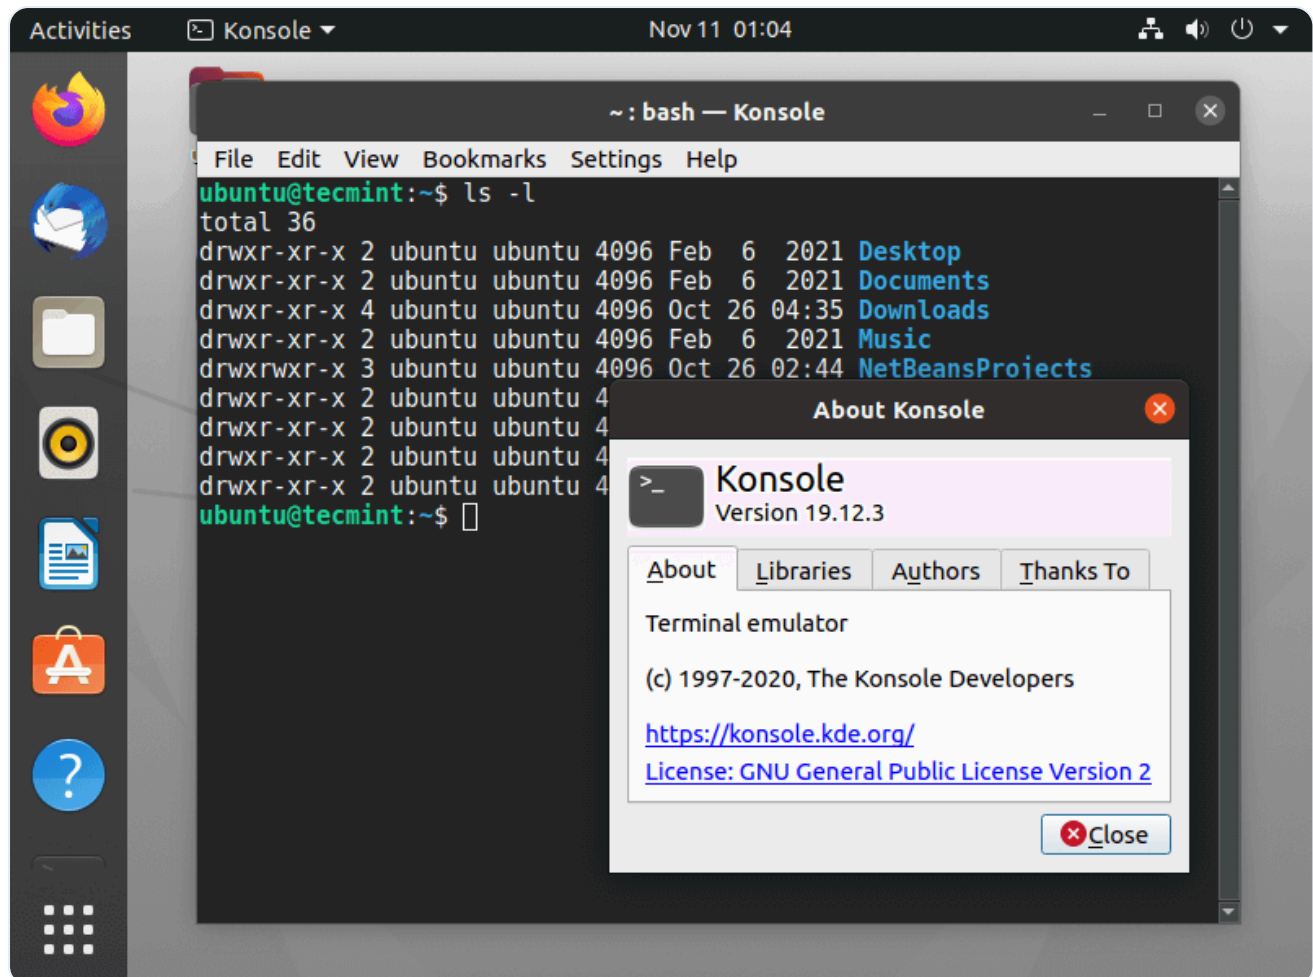 Activities
Konsole
Nov 11 01:04
~ : bash — Konsole
File Edit View Bookmarks Settings Help
ubuntu@tecmint:~$ ls -l
total 36
drwxr-xr-x 2 ubuntu ubuntu 4096 Feb  6  2021 Desktop
drwxr-xr-x 2 ubuntu ubuntu 4096 Feb  6  2021 Documents
drwxr-xr-x 4 ubuntu ubuntu 4096 Oct 26 04:35 Downloads
drwxr-xr-x 2 ubuntu ubuntu 4096 Feb  6  2021 Music
drwxrwxr-x 3 ubuntu ubuntu 4096 Oct 26 02:44 NetBeansProjects
drwxr-xr-x 2 ubuntu ubuntu 4
drwxr-xr-x 2 ubuntu ubuntu 4
drwxr-xr-x 2 ubuntu ubuntu 4
drwxr-xr-x 2 ubuntu ubuntu 4
ubuntu@tecmint:~$
About Konsole
>_
Konsole
Version 19.12.3
About Libraries Authors Thanks To
Terminal emulator
(c) 1997-2020, The Konsole Developers
https://konsole.kde.org/
License: GNU General Public License Version 2
Close